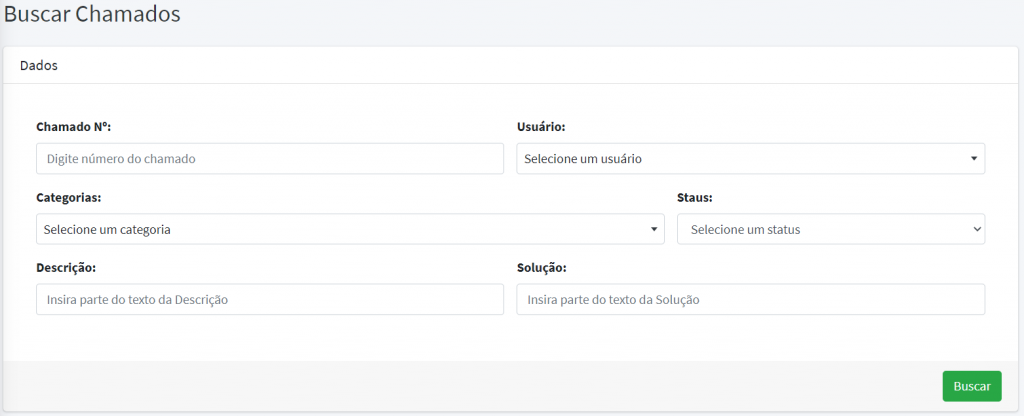 Buscar Chamados
Dados
Chamado Nº:
Usuário:
Digite número do chamado
Selecione um usuário
Categorias:
Staus:
Selecione um categoria
Selecione um status
Descrição:
Solução:
Insira parte do texto da Descrição
Insira parte do texto da Solução
Buscar